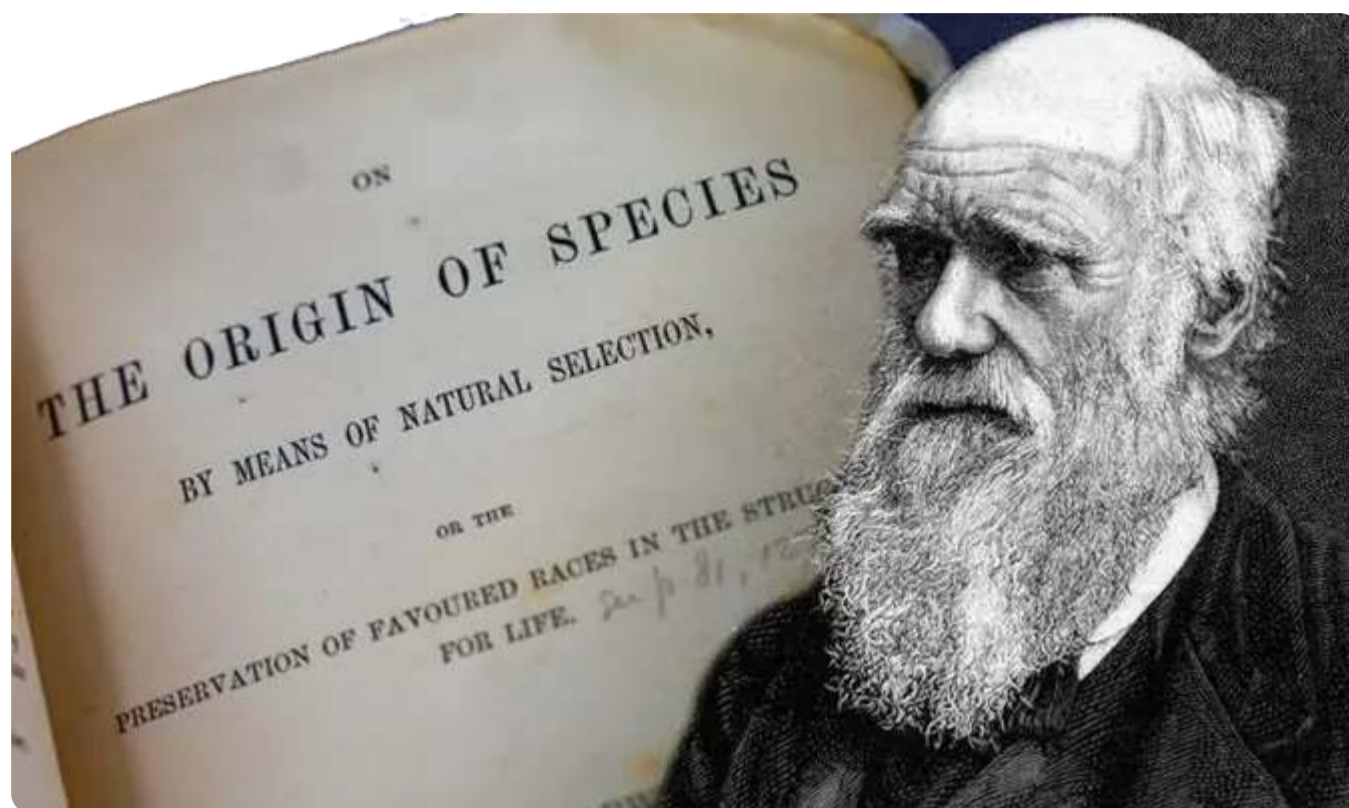 ON
THE ORIGIN OF SPECIES
BY MEANS OF NATURAL SELECTION,
OR THE
PRESERVATION OF FAVOURED RACES IN THE
FOR LIFE.